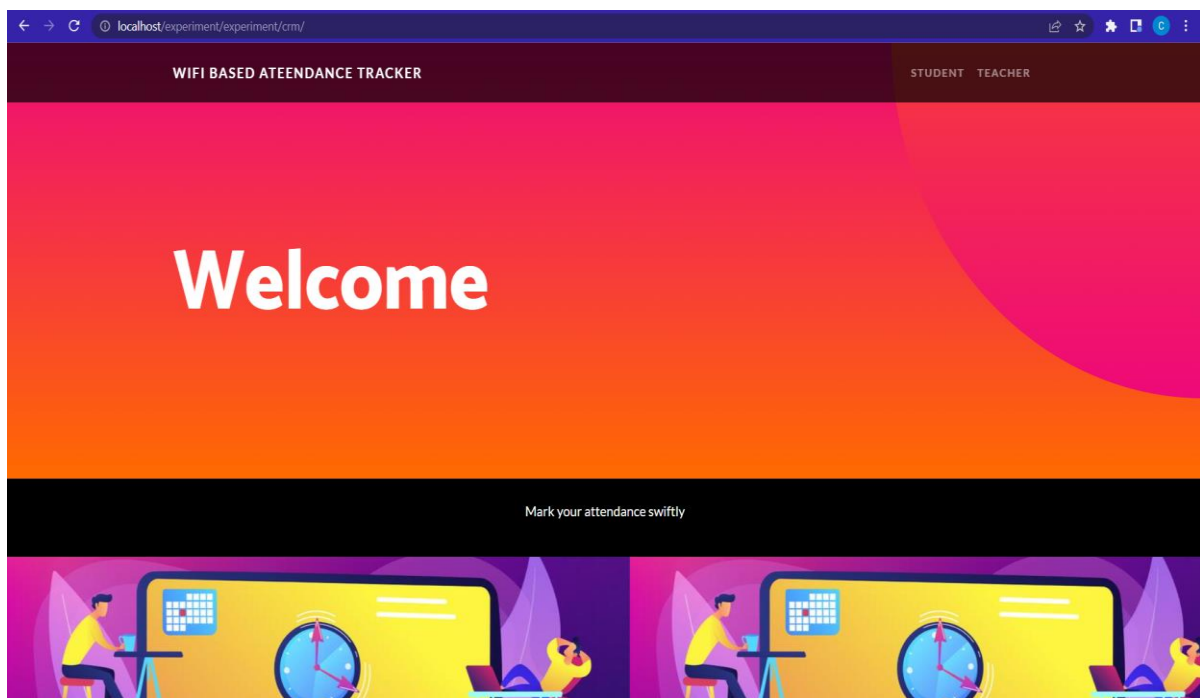 localhost/experiment/experiment/crm/
C
WIFI BASED ATEENDANCE TRACKER
STUDENT TEACHER
Welcome
Mark your attendance swiftly